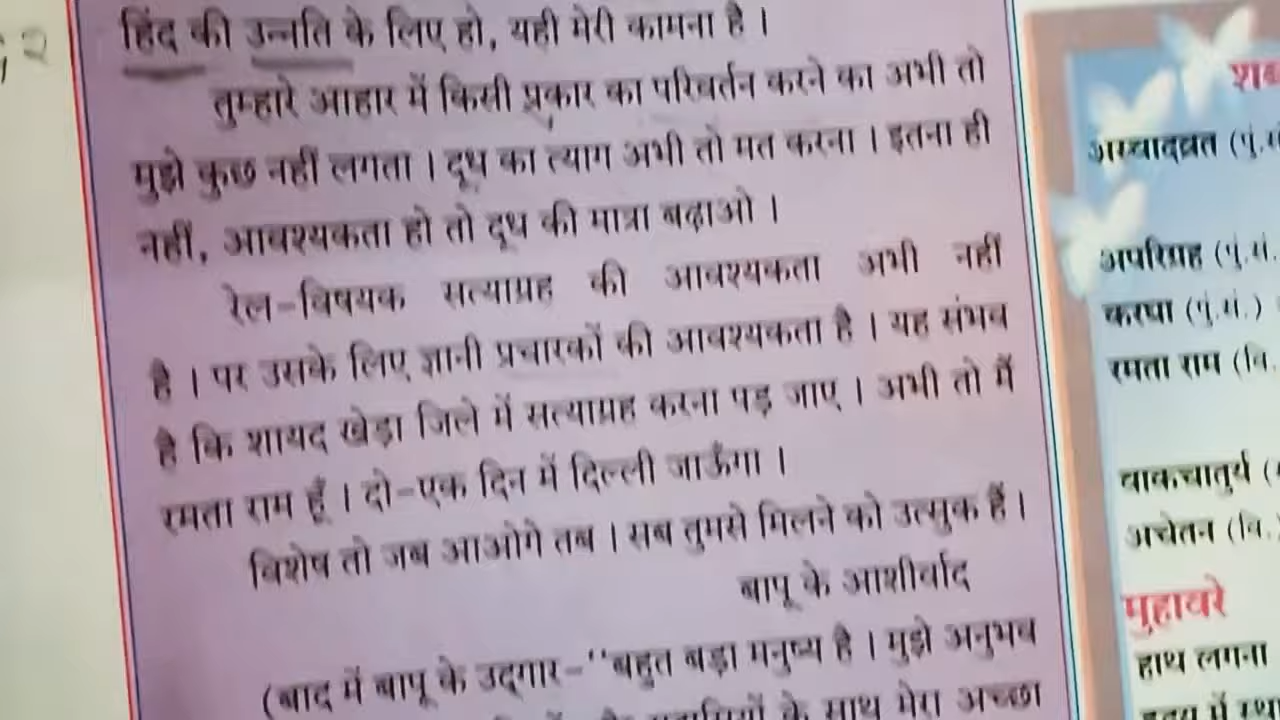 २
हिंद की उन्नति के लिए हो, यही मेरी कामना है ।
तुम्हारे आहार में किसी प्रकार का परिवर्तन करने का अभी तो
मुझे कुछ नहीं लगता । दूध का त्याग अभी तो मत करना । इतना ही
नहीं, आवश्यकता हो तो दूध की मात्रा बढ़ाओ ।
रेल-विषयक सत्याग्रह की आवश्यकता अभी नहीं
है । पर उसके लिए ज्ञानी प्रचारकों की आवश्यकता है । यह संभव
है कि शायद खेड़ा जिले में सत्याग्रह करना पड़ जाए । अभी तो मैं
रमता राम हूँ । दो-एक दिन में दिल्ली जाऊँगा ।
विशेष तो जब आओगे तब । सब तुमसे मिलने को उत्सुक हैं ।
बापू के आशीर्वाद
(बाद में बापू के उद्गार-''बहुत बड़ा मनुष्य है । मुझे अनुभव
के साथ मेरा अच्छा
अस्वादव्रत (पुं.
अपरिग्रह (पुं.सं.
करघा (पुं.सं.)
रमता राम (वि.
वाकचातुर्य (
अचेतन (वि.
मुहावरे
हाथ लगना
हृदय में